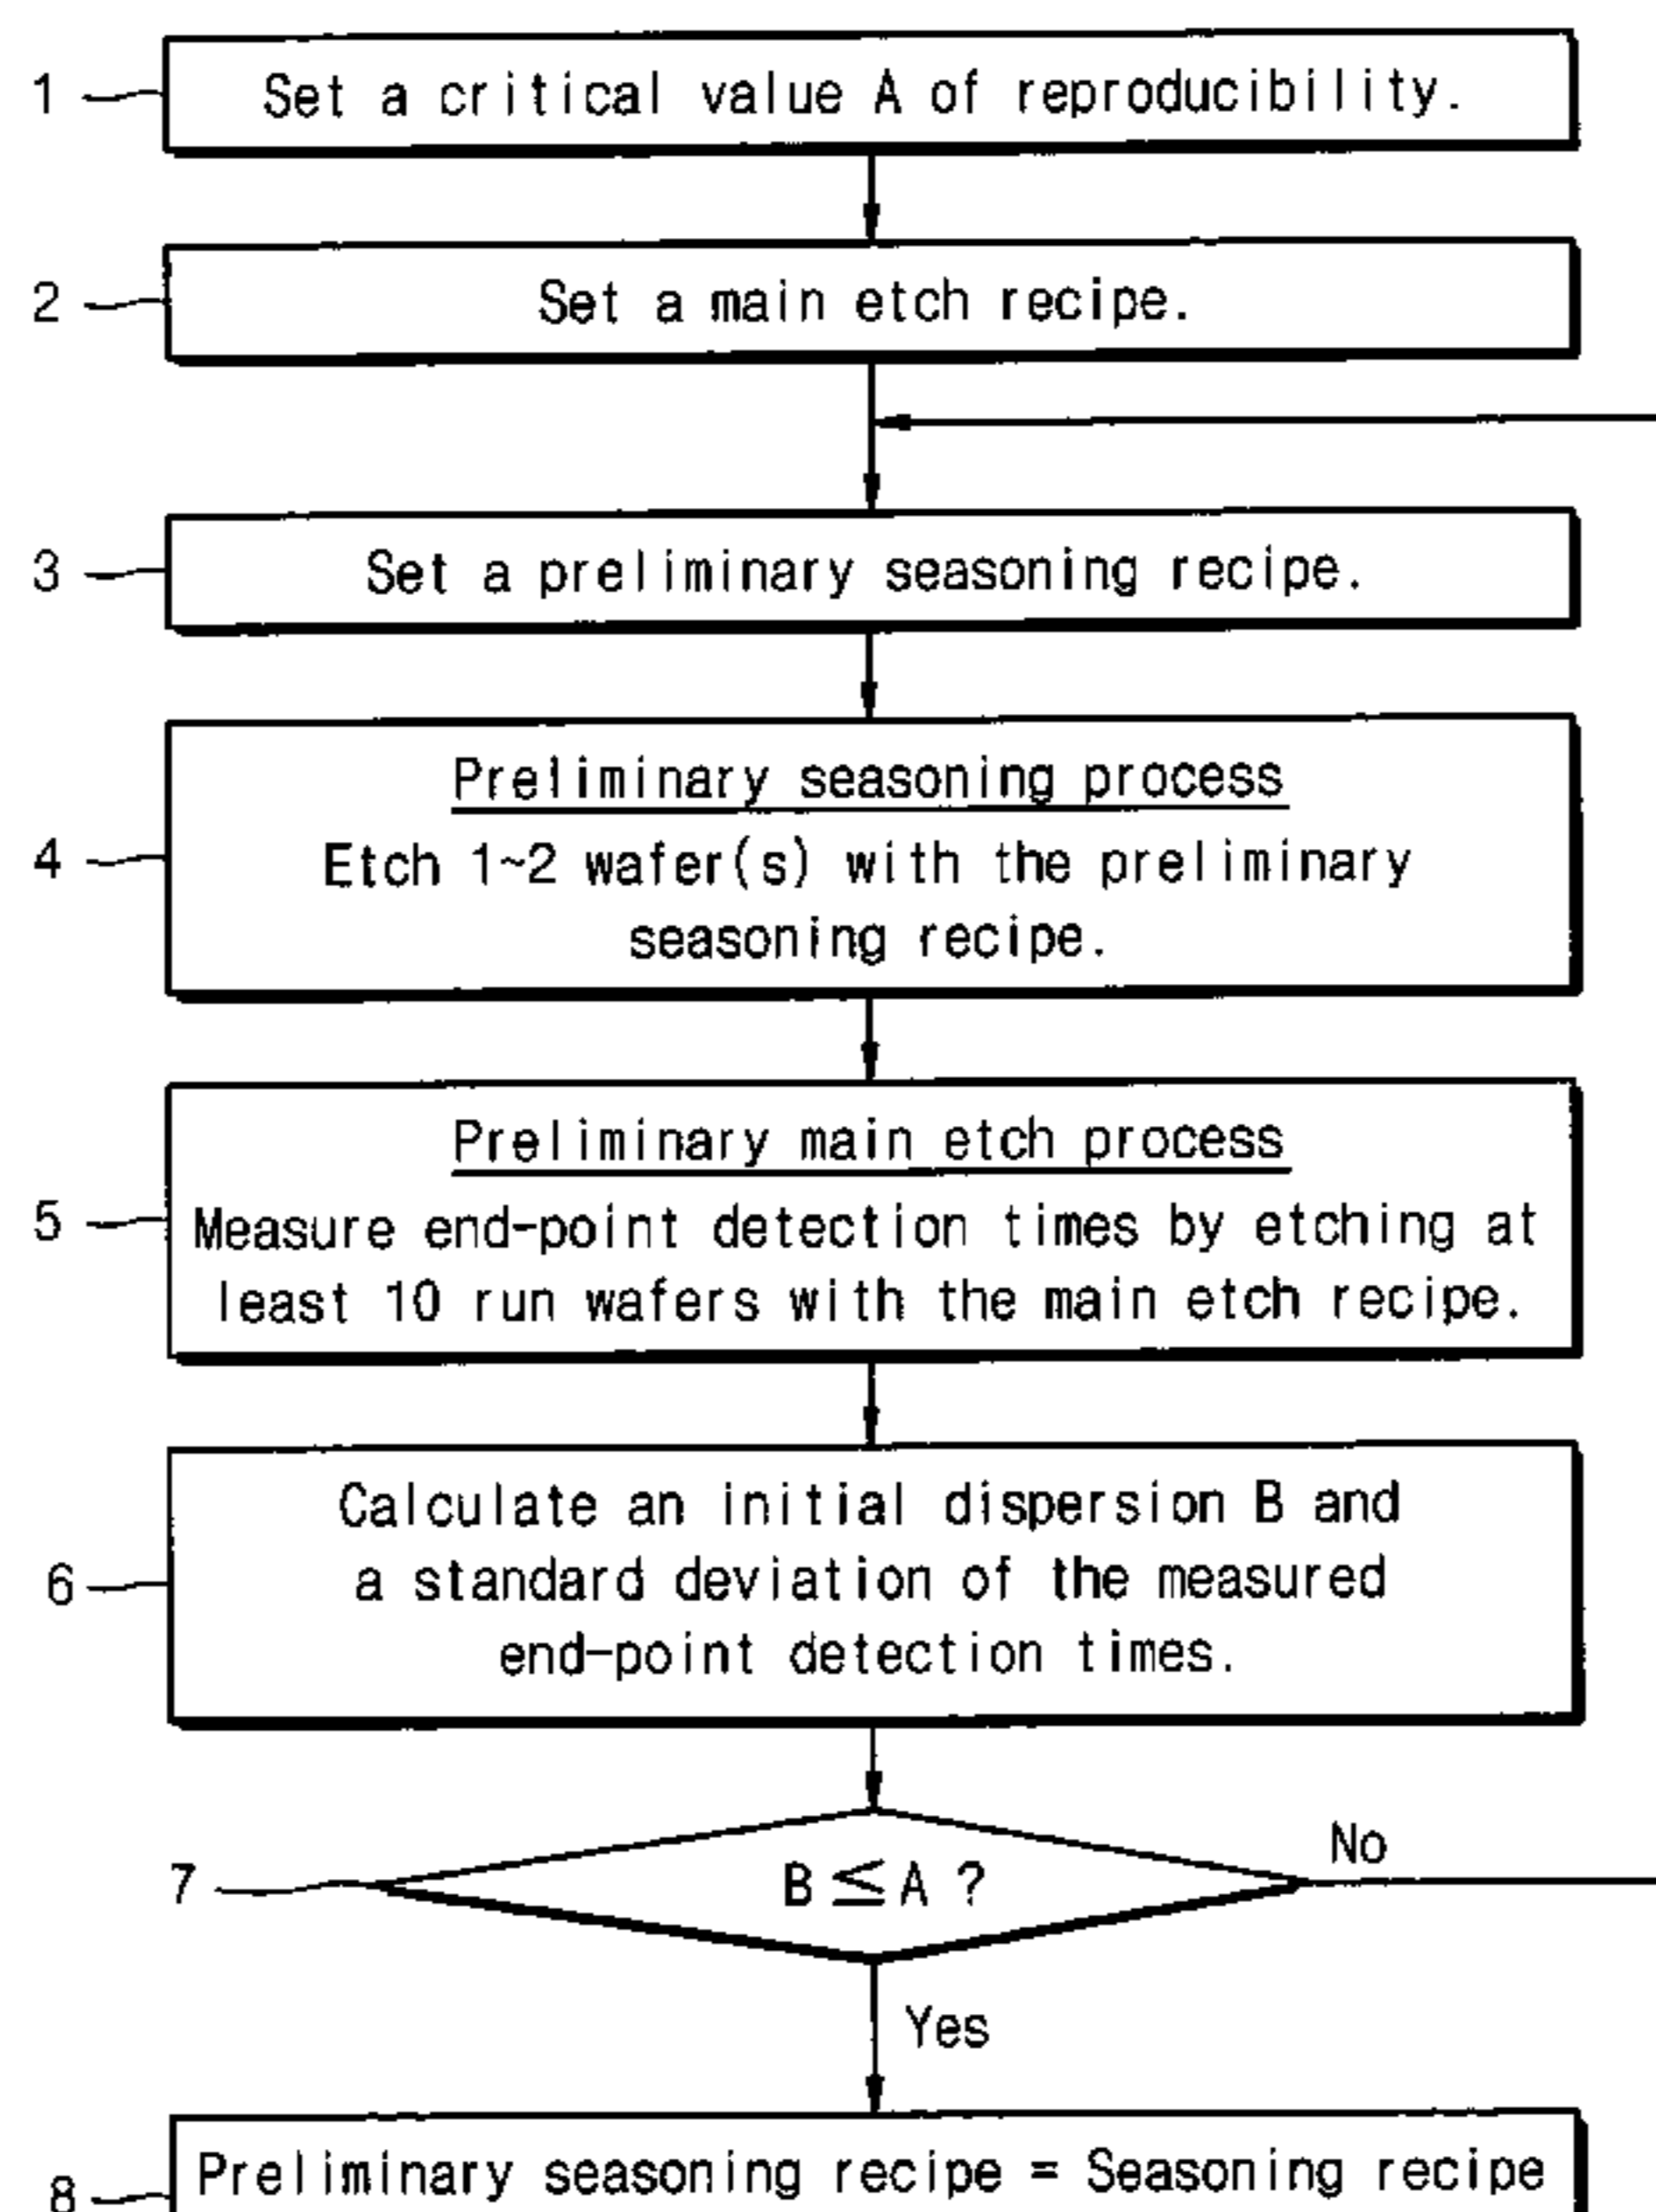 1
Set a critical value A of reproducibility.
2
Set a main etch recipe.
3
Set a preliminary seasoning recipe.
4
Preliminary seasoning process
Etch 1~2 wafer(s) with the preliminary
seasoning recipe.
5
Preliminary main etch process
Measure end-point detection times by etching at
least 10 run wafers with the main etch recipe.
6
Calculate an initial dispersion B and
a standard deviation of the measured
end-point detection times.
7
B ≦ A ?
No
Yes
8
Preliminary seasoning recipe = Seasoning recipe